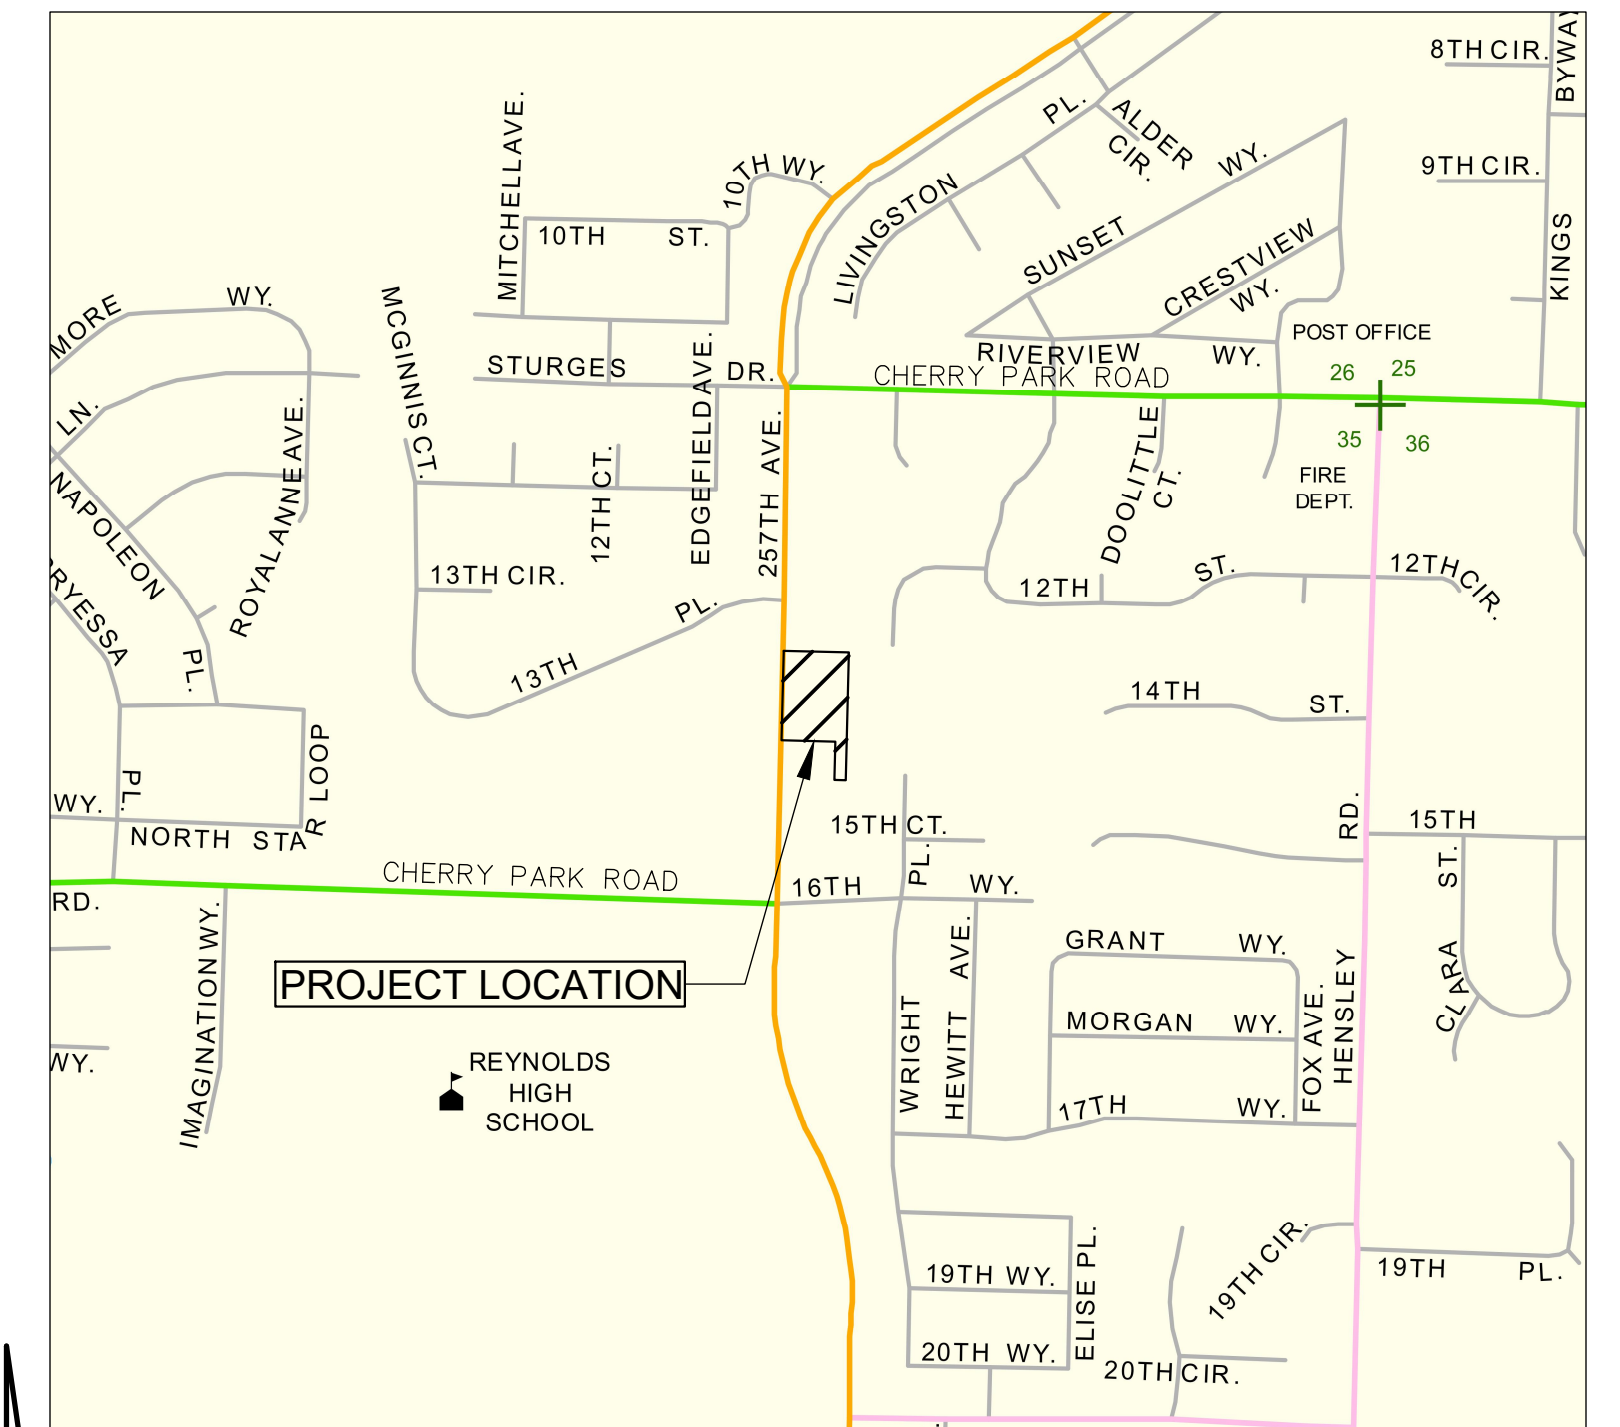 8TH CIR.
BYWAY
PL.
ALDER
CIR.
WY.
9TH CIR.
MITCHELL AVE.
10TH WY.
10TH ST.
LIVINGSTON
SUNSET
CRESTVIEW
WY.
KINGS
MORE
WY.
MCGINNIS CT.
POST OFFICE
RIVERVIEW WY.
STURGES DR.
CHERRY PARK ROAD
26 25
35 36
LN.
ROYAL ANNE AVE.
12TH CT.
EDGEFIELD AVE.
257TH AVE.
DOOLITTLE
CT.
FIRE
DEPT.
NAPOLEON
PL.
RYESSA
PL.
13TH CIR.
13TH PL.
12TH ST.
12TH CIR.
14TH ST.
WY.
NORTH STAR LOOP
15TH CT.
PL.
RD.
15TH
ST.
CHERRY PARK ROAD
16TH WY.
RD.
IMAGINATION WY.
PROJECT LOCATION
GRANT WY.
MORGAN WY.
17TH WY.
WRIGHT
HEWITT AVE.
FOX AVE.
HENSLEY
CLARA
WY.
REYNOLDS
HIGH
SCHOOL
19TH WY.
ELISE PL.
19TH CIR.
19TH PL.
20TH WY.
20TH CIR.